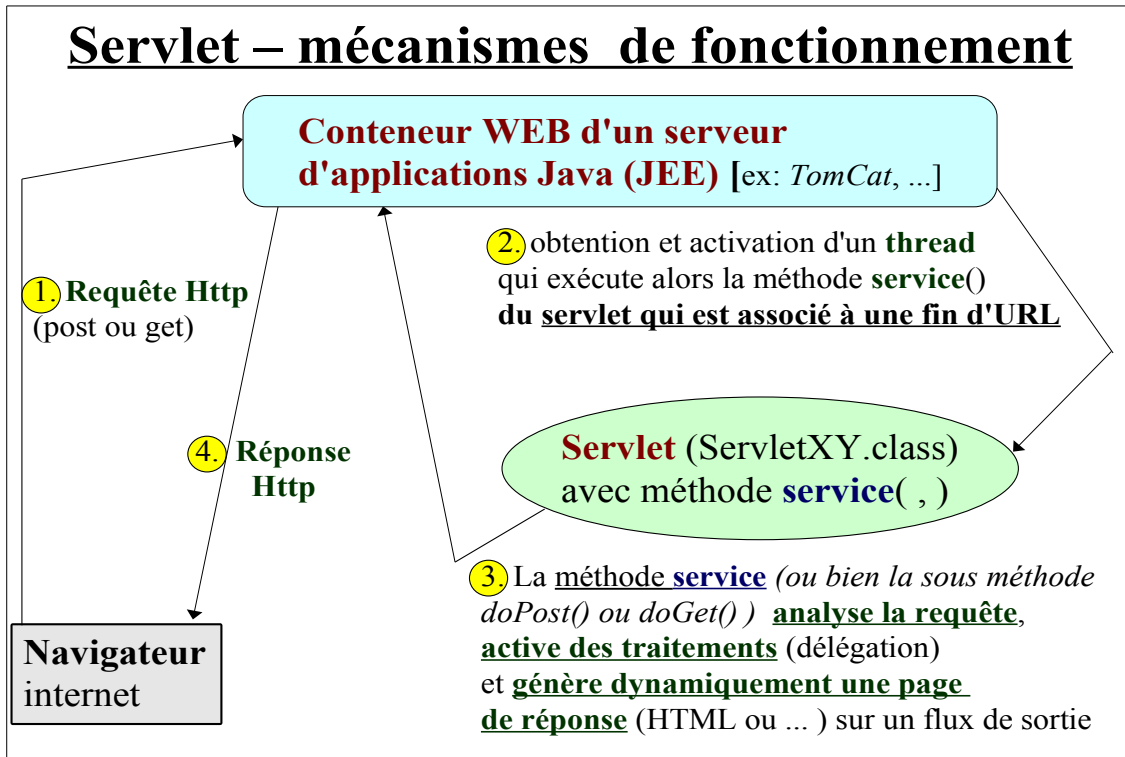 Servlet – mécanismes de fonctionnement
Conteneur WEB d'un serveur
d'applications Java (JEE) [ex: TomCat, ...]
1. Requête Http
(post ou get)
2. obtention et activation d'un thread
qui exécute alors la méthode service()
du servlet qui est associé à une fin d'URL
Servlet (ServletXY.class)
avec méthode service( , )
3. La méthode service (ou bien la sous méthode
doPost() ou doGet() ) analyse la requête,
active des traitements (délégation)
et génère dynamiquement une page
de réponse (HTML ou ... ) sur un flux de sortie
4. Réponse
Http
Navigateur
internet